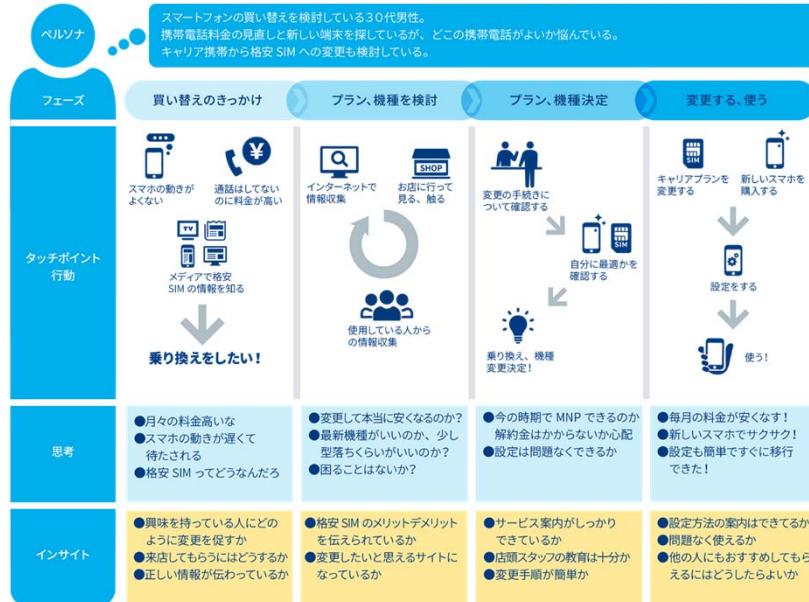 ペルソナ
スマートフォンの買い替えを検討している30代男性。
携帯電話料金の見直しと新しい端末を探しているが、どこの携帯電話がよいか悩んでいる。
キャリア携帯から格安 SIM への変更も検討している。
フェーズ
買い替えのきっかけ
プラン、機種を検討
プラン、機種決定
変更する、使う
タッチポイント
行動
スマホの動きが
よくない
¥
通話はしてない
のに料金が高い
TV
メディアで格安
SIM の情報を知る
乗り換えをしたい!
インターネットで
情報収集
SHOP
お店に行って
見る、触る
使用している人から
の情報収集
変更の手続きに
ついて確認する
SIM
自分に最適かを
確認する
乗り換え、機種
変更決定!
SIM
キャリアプランを
変更する
新しいスマホを
購入する
設定をする
使う!
思考
●月々の料金高いな
●スマホの動きが遅くて
待たされる
●格安 SIM ってどうなんだろ
●変更して本当に安くなるのか?
●最新機種がいいのか、少し
型落ちくらいがいいのか?
●困ることはないか?
●今の時期で MNP できるのか
解約金はかからないか心配
●設定は問題なくできるか
●毎月の料金が安くなす!
●新しいスマホでサクサク!
●設定も簡単ですぐに移行
できた!
インサイト
●興味を持っている人にどの
ように変更を促すか
●来店してもらうにはどうするか
●正しい情報が伝わっているか
●格安 SIM のメリットデメリット
を伝えられているか
●変更したいと思えるサイトに
なっているか
●サービス案内がしっかり
できているか
●店頭スタッフの教育は十分か
●変更手順が簡単か
●設定方法の案内はできてるか
●問題なく使えるか
●他の人にもおすすめしてもら
えるにはどうしたらよいか